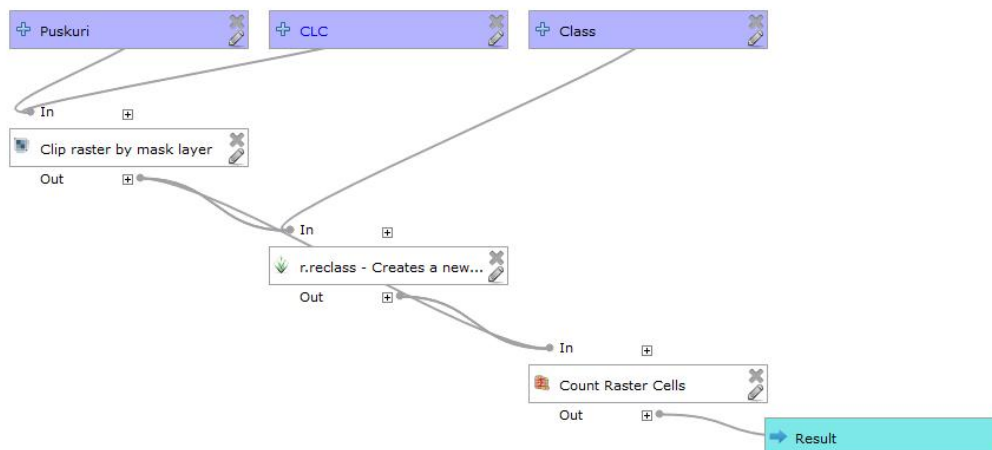 Puskuri
CLC
Class
In
Clip raster by mask layer
Out
In
r.reclass - Creates a new...
Out
In
Count Raster Cells
Out
Result